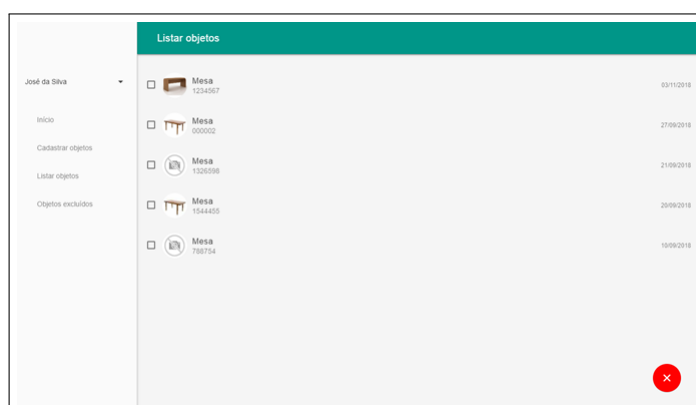 Listar objetos
José da Silva
Início
Cadastrar objetos
Listar objetos
Objetos excluídos
Mesa
1234567
03/11/2018
Mesa
000002
27/09/2018
Mesa
1326598
21/09/2018
Mesa
1544455
20/09/2018
Mesa
788754
10/09/2018